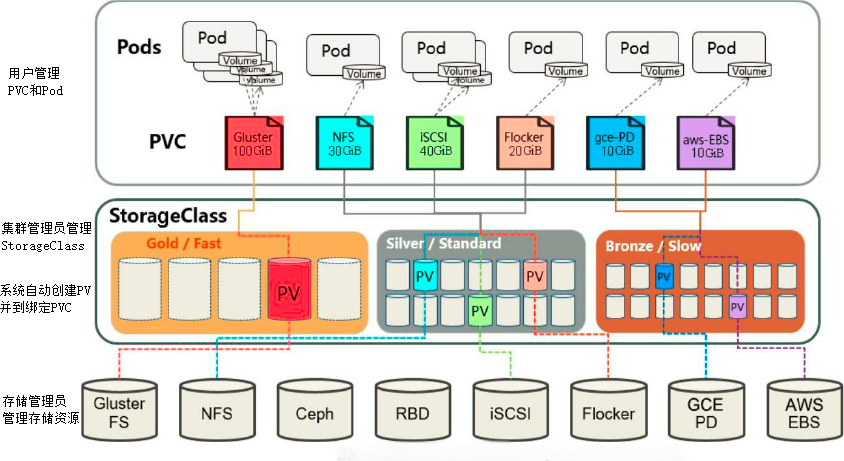 Pods
Pod
Volume
Volume
Volume
Pod
Volume
Pod
Volume
Volume
Pod
Volume
Pod
Volume
Pod
Volume
用户管理
PVC和Pod
PVC
Gluster
100GiB
NFS
30GiB
iSCSI
40GiB
Flocker
20GiB
gce-PD
10GiB
aws-EBS
10GiB
集群管理员管理
StorageClass
StorageClass
Gold / Fast
Silver / Standard
Bronze / Slow
系统自动创建PV
并到绑定PVC
PV
PV
PV
PV
PV
PV
存储管理员
管理存储资源
Gluster
FS
NFS
Ceph
RBD
iSCSI
Flocker
GCE
PD
AWS
EBS